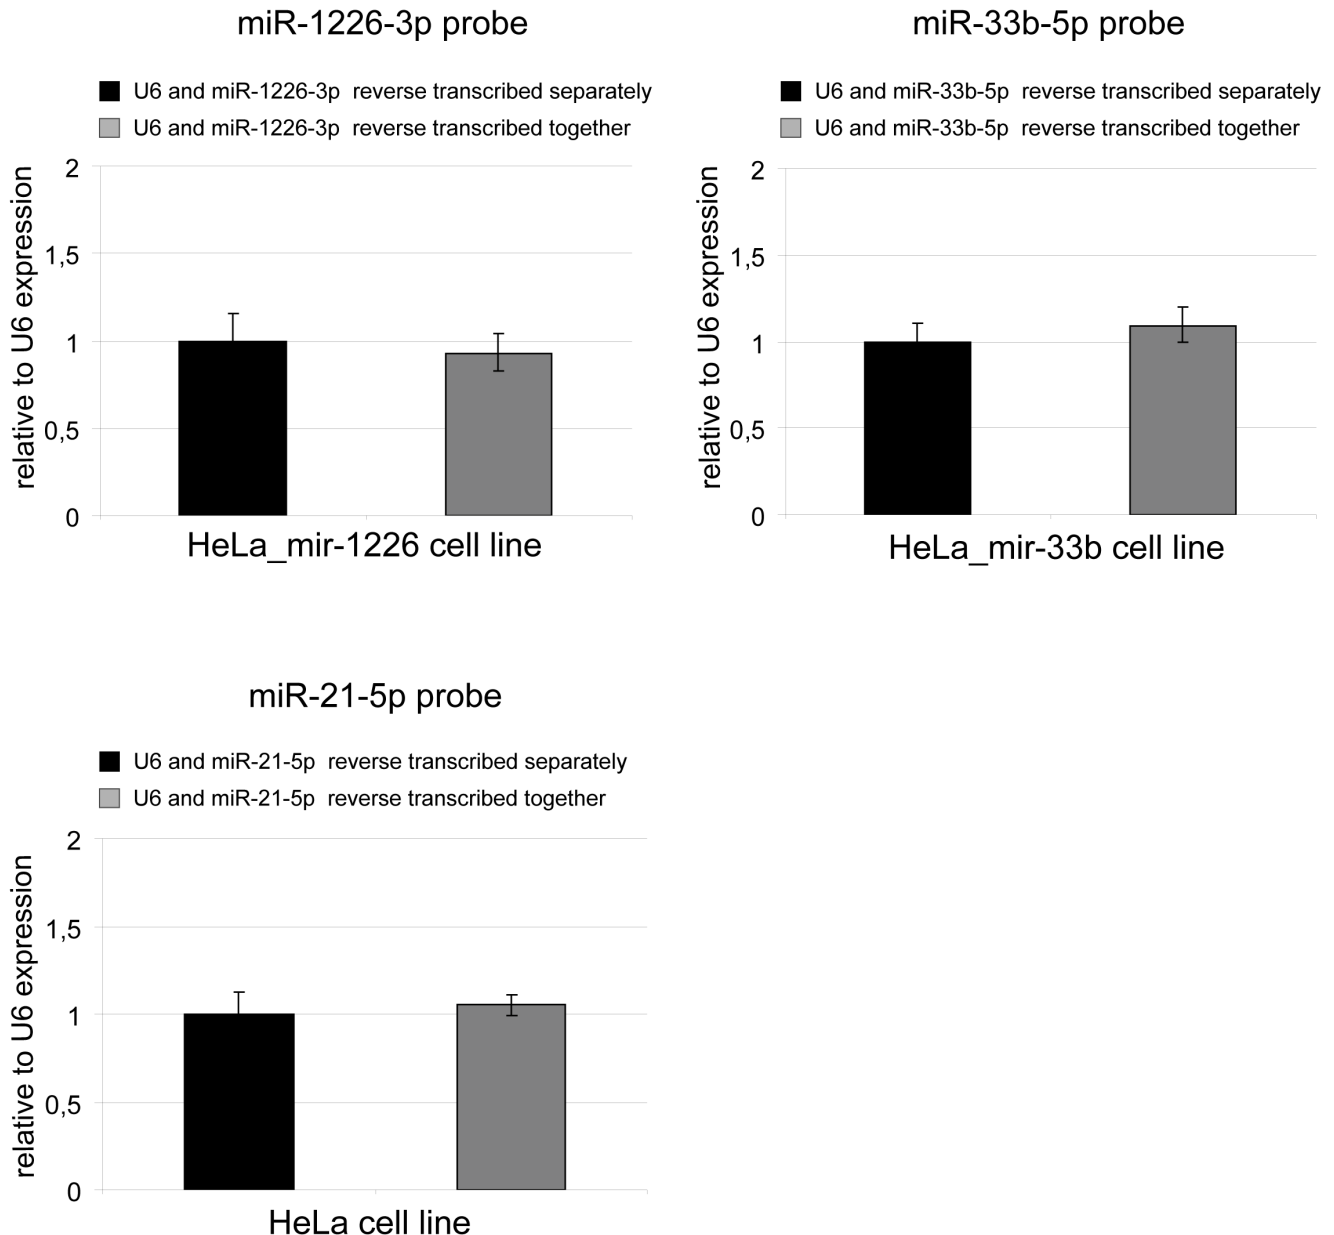 miR-1226-3p probe
U6 and miR-1226-3p reverse transcribed separately
U6 and miR-1226-3p reverse transcribed together
relative to U6 expression
2
1,5
1
0,5
0
HeLa_mir-1226 cell line
miR-33b-5p probe
U6 and miR-33b-5p reverse transcribed separately
U6 and miR-33b-5p reverse transcribed together
relative to U6 expression
2
1,5
1
0,5
0
HeLa_mir-33b cell line
miR-21-5p probe
U6 and miR-21-5p reverse transcribed separately
U6 and miR-21-5p reverse transcribed together
relative to U6 expression
2
1,5
1
0,5
0
HeLa cell line